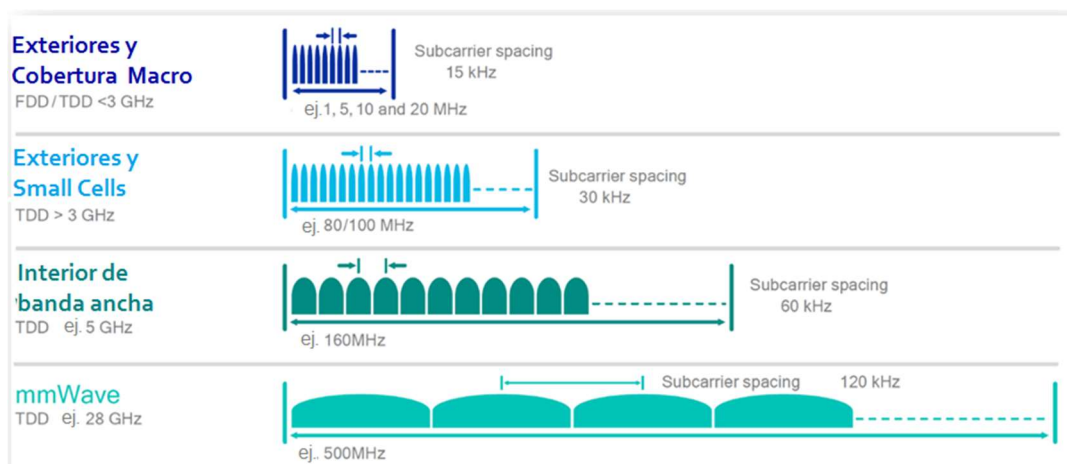 Exteriores y
Cobertura Macro
FDD/TDD <3 GHz
Subcarrier spacing
15 kHz
ej.1, 5, 10 and 20 MHz
Exteriores y
Small Cells
TDD > 3 GHz
Subcarrier spacing
30 kHz
ej. 80/100 MHz
Interior de
banda ancha
TDD ej. 5 GHz
Subcarrier spacing
60 kHz
ej. 160MHz
mmWave
TDD ej. 28 GHz
Subcarrier spacing 120 kHz
ej.. 500MHz